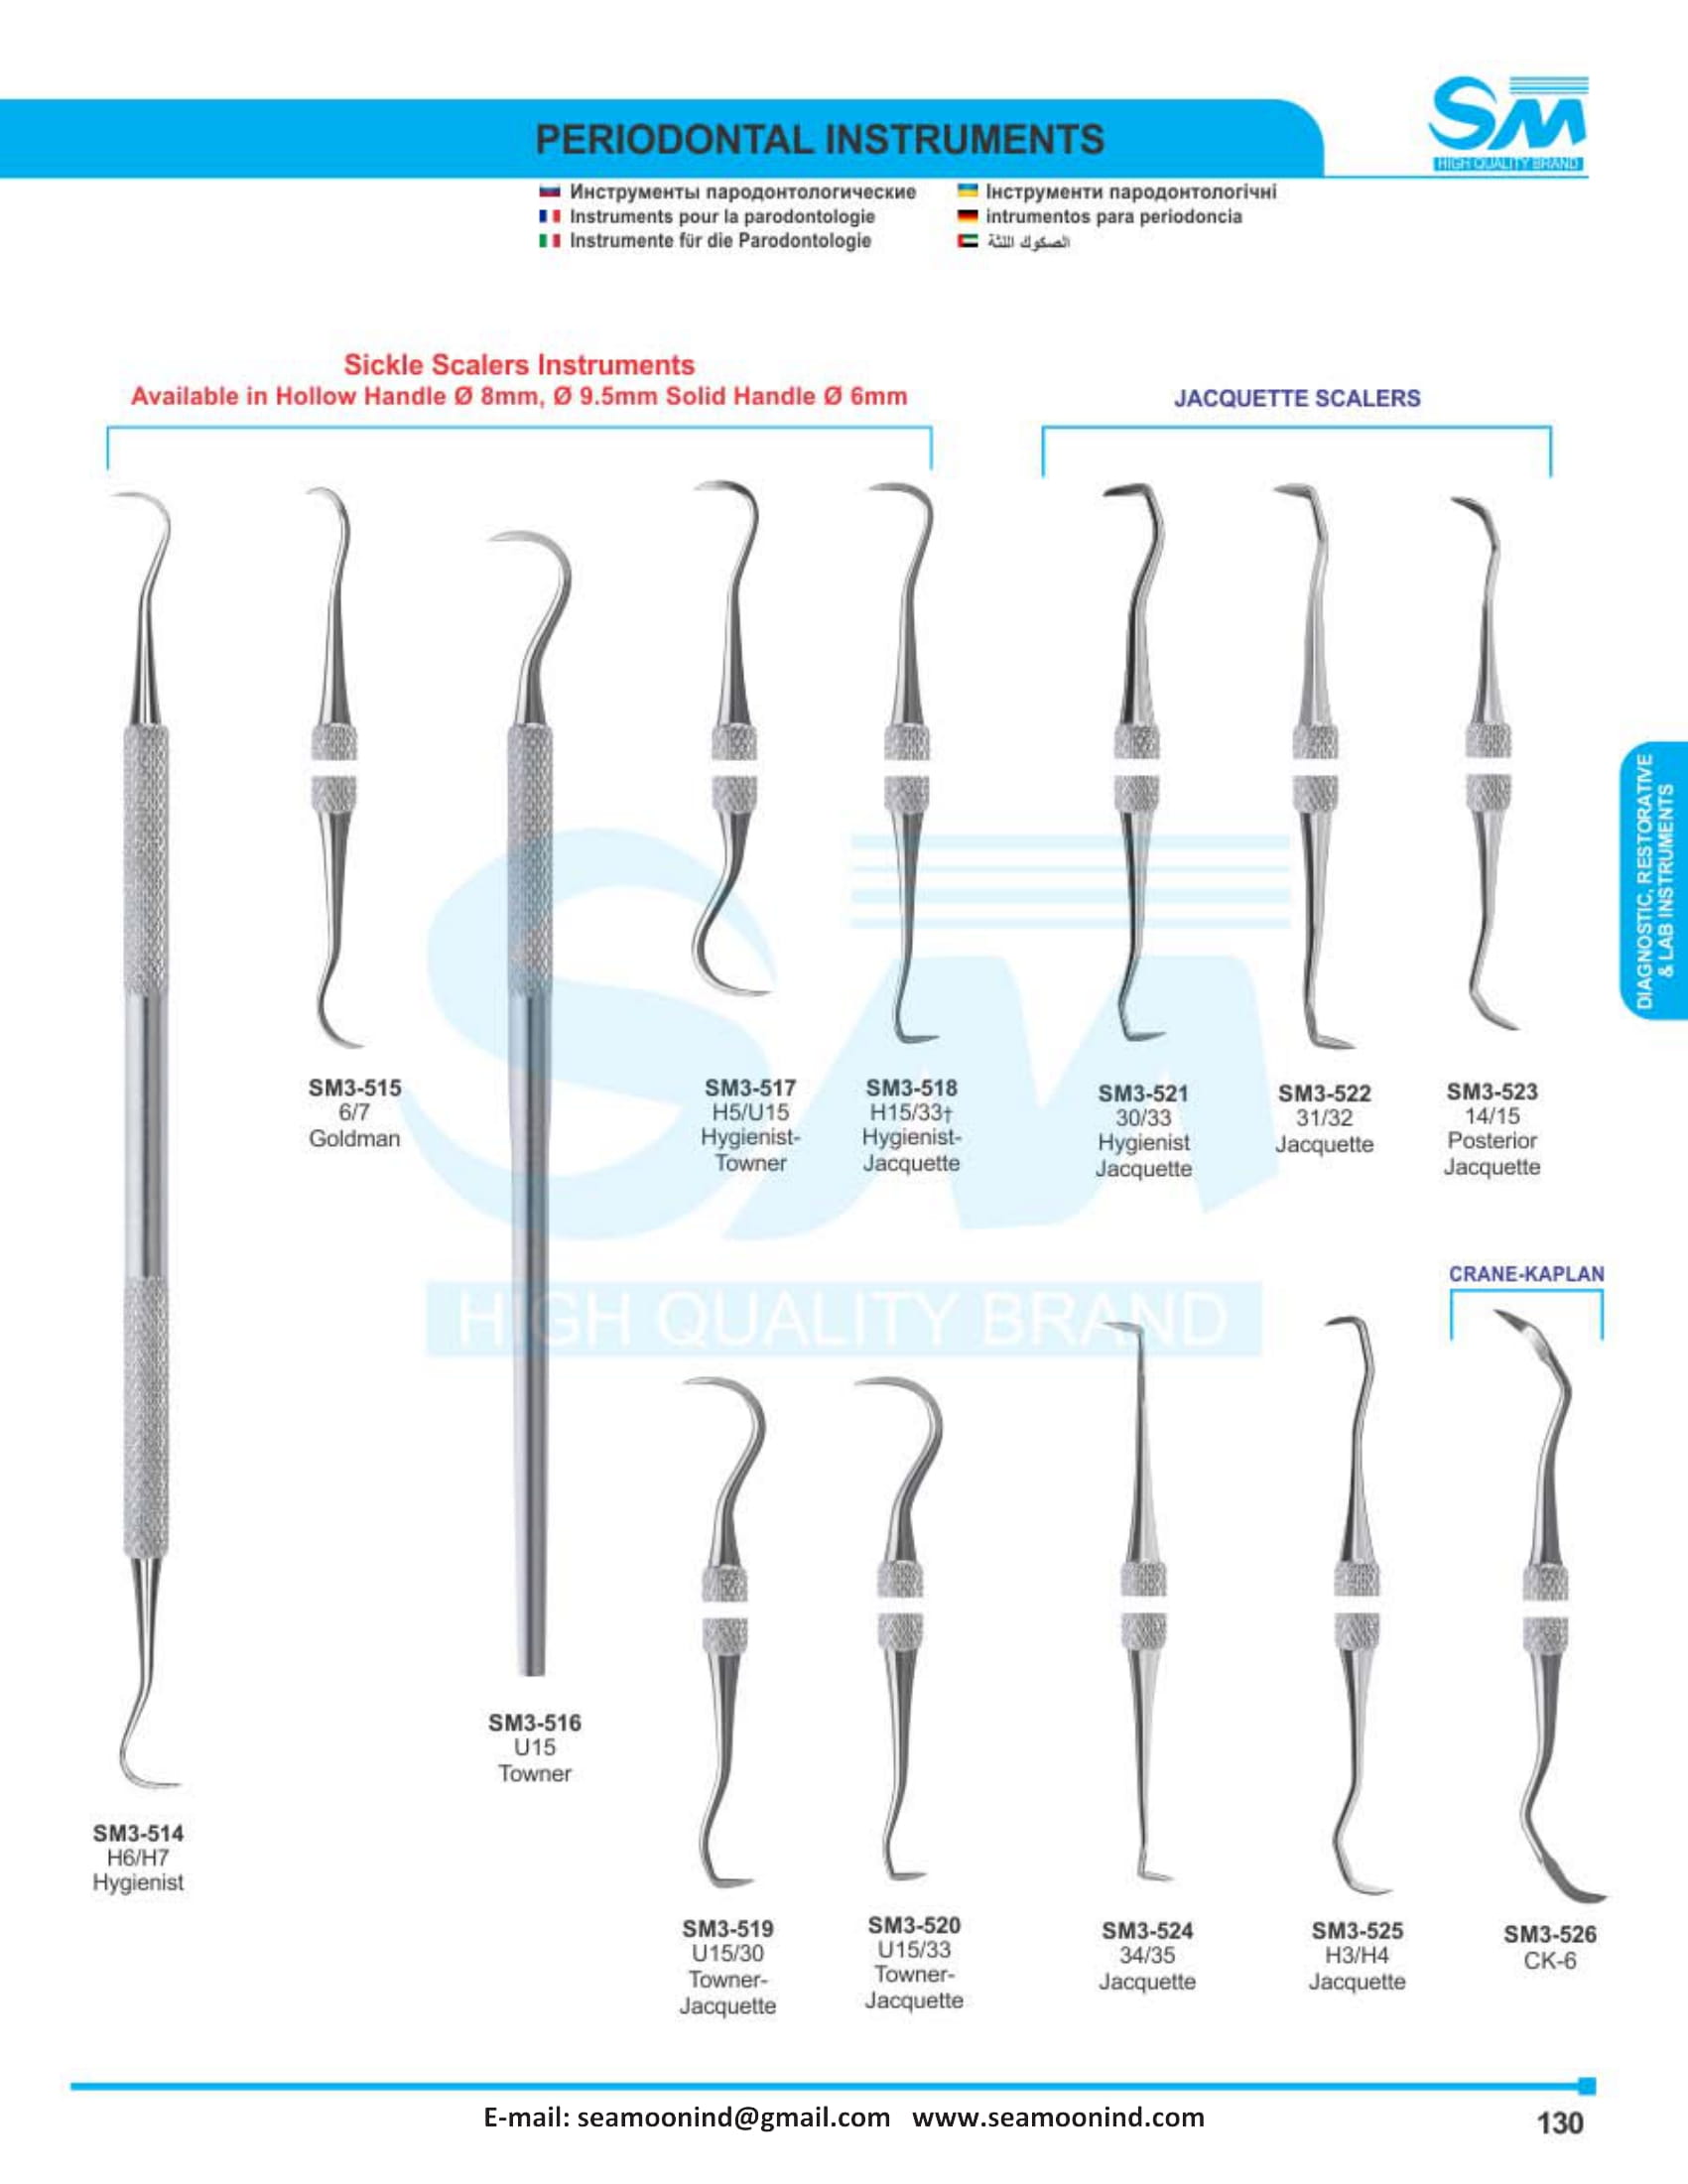 SM
HIGH QUALITY BRAND
PERIODONTAL INSTRUMENTS
Инструменты пародонтологические
Instruments pour la parodontologie
Instrumente für die Parodontologie
Інструменти пародонтологічні
intrumentos para periodoncia
الصكوك اللثة
Sickle Scalers Instruments
Available in Hollow Handle Ø 8mm, Ø 9.5mm Solid Handle Ø 6mm
JACQUETTE SCALERS
DIAGNOSTIC, RESTORATIVE
& LAB INSTRUMENTS
SM3-515
6/7
Goldman
SM3-517
H5/U15
Hygienist-
Towner
SM3-518
H15/33†
Hygienist-
Jacquette
SM3-521
30/33
Hygienist
Jacquette
SM3-522
31/32
Jacquette
SM3-523
14/15
Posterior
Jacquette
SM
HIGH QUALITY BRAND
CRANE-KAPLAN
SM3-516
U15
Towner
SM3-514
H6/H7
Hygienist
SM3-519
U15/30
Towner-
Jacquette
SM3-520
U15/33
Towner-
Jacquette
SM3-524
34/35
Jacquette
SM3-525
H3/H4
Jacquette
SM3-526
CK-6
E-mail: seamoonind@gmail.com www.seamoonind.com
130